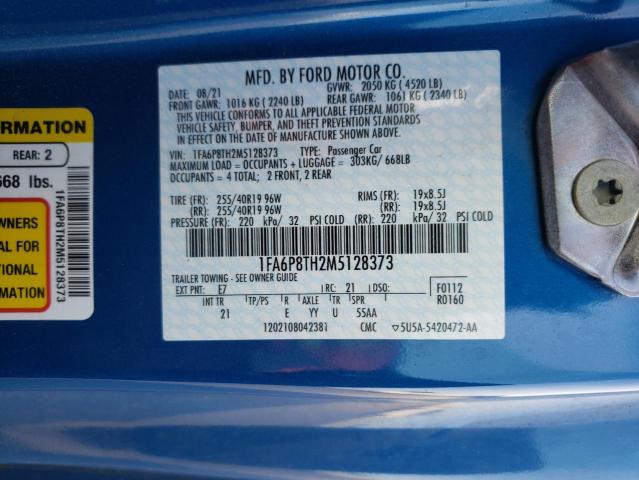 MFD. BY FORD MOTOR CO.
DATE: 08/21 GVWR: 2050 KG ( 4520 LB)
FRONT GAWR: 1016 KG ( 2240 LB) REAR GAWR: 1061 KG ( 2340 LB)
THIS VEHICLE CONFORMS TO ALL APPLICABLE FEDERAL MOTOR
VEHICLE SAFETY, BUMPER, AND THEFT PREVENTION STANDARDS
IN EFFECT ON THE DATE OF MANUFACTURE SHOWN ABOVE.
VIN: 1FA6P8TH2M5128373 TYPE: Passenger Car
MAXIMUM LOAD = OCCUPANTS + LUGGAGE = 303KG/ 668LB
OCCUPANTS = 4 TOTAL; 2 FRONT, 2 REAR
TIRE (FR): 255/40R19 96W RIMS (FR): 19x8.5J
(RR): 255/40R19 96W (RR): 19x8.5J
PRESSURE (FR): 220 kPa/ 32 PSI COLD (RR): 220 kPa/ 32 PSI COLD
1FA6P8TH2M5128373
TRAILER TOWING - SEE OWNER GUIDE
EXT PNT: E7 RC: 21 DSO: F0112
INT TR TP/PS R AXLE TR SPR R0160
21 E YY U 55AA
1202108042381 CMC ▽5U5A-5420472-AA
ORMATION
REAR: 2
668 lbs.
WNERS
AL FOR
TIONAL
RMATION
1FA6P8TH2M5128373